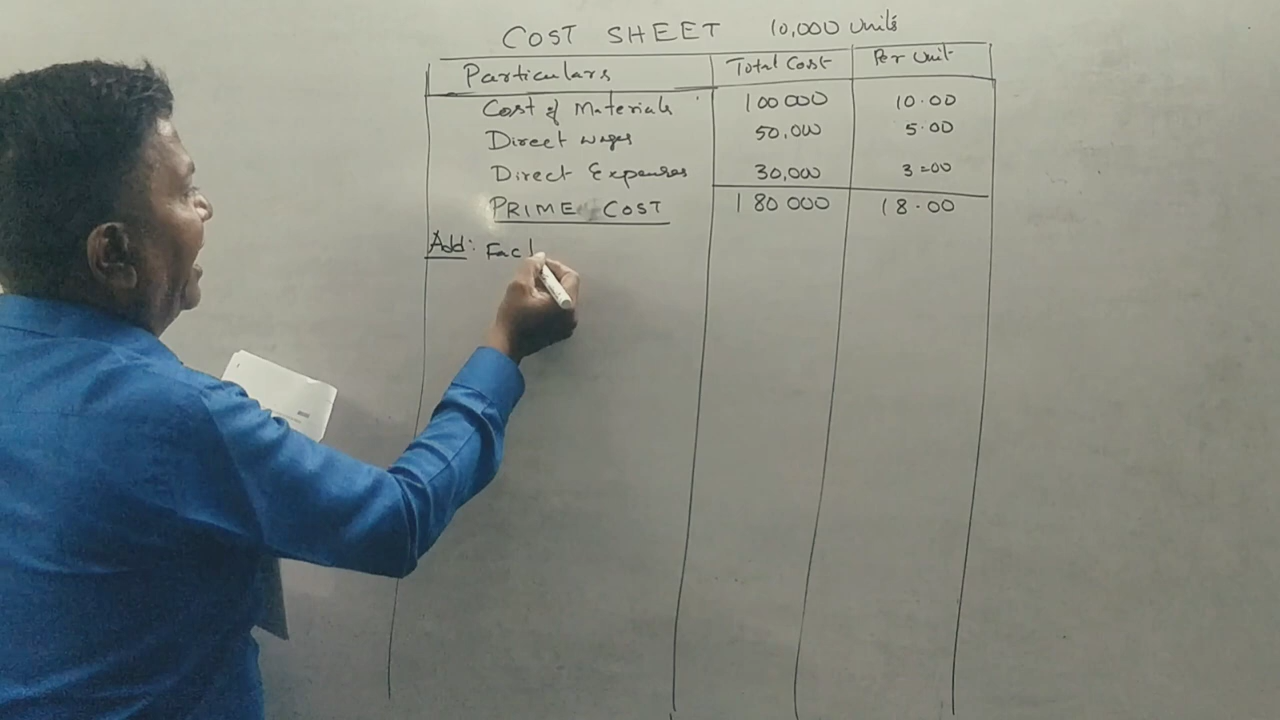 COST SHEET 10,000 Units
Particulars Total Cost Per Unit
Cost of Materials 100000 10.00
Direct wages 50,000 5.00
Direct Expenses 30,000 3=00
PRIME COST 180000 18.00
Add: Fac